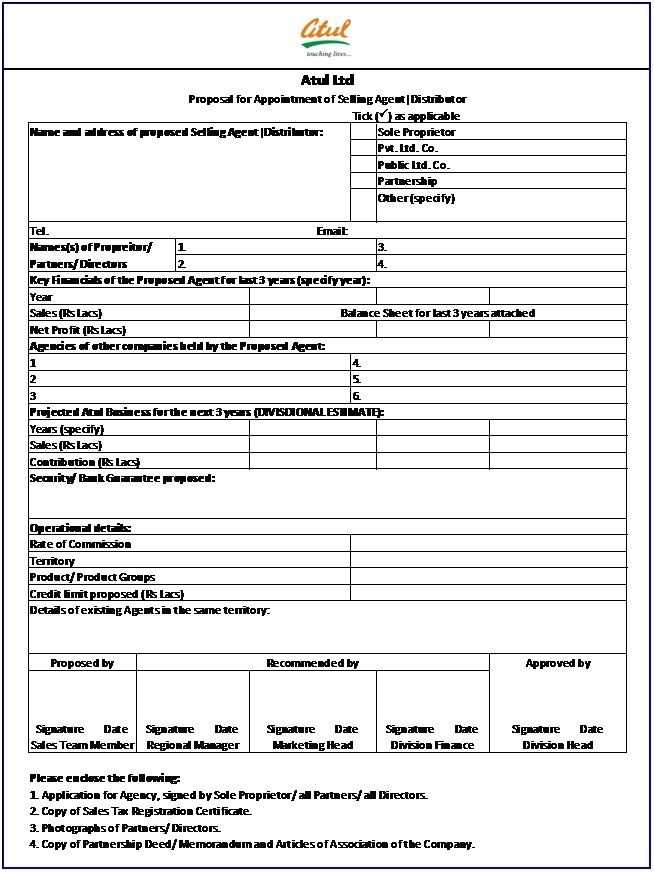 atul
touching lives...
Atul Ltd
Proposal for Appointment of Selling Agent|Distributor
Tick (✓) as applicable
Name and address of proposed Selling Agent|Distributor:
Sole Proprietor
Pvt. Ltd. Co.
Public Ltd. Co.
Partnership
Other (specify)
Tel. Email:
Names(s) of Propreitor/ 1. 3.
Partners/ Directors 2. 4.
Key Financials of the Proposed Agent for last 3 years (specify year):
Year
Sales (Rs Lacs) Balance Sheet for last 3 years attached
Net Profit (Rs Lacs)
Agencies of other companies held by the Proposed Agent:
1 4.
2 5.
3 6.
Projected Atul Business for the next 3 years (DIVISDIONAL ESTIMATE):
Years (specify)
Sales (Rs Lacs)
Contribution (Rs Lacs)
Security/ Bank Guarantee proposed:
Operational details:
Rate of Commission
Territory
Product/ Product Groups
Credit limit proposed (Rs Lacs)
Details of existing Agents in the same territory:
Proposed by Recommended by Approved by
Signature Date Signature Date Signature Date Signature Date Signature Date
Sales Team Member Regional Manager Marketing Head Division Finance Division Head
Please enclose the following:
1. Application for Agency, signed by Sole Proprietor/ all Partners/ all Directors.
2. Copy of Sales Tax Registration Certificate.
3. Photographs of Partners/ Directors.
4. Copy of Partnership Deed/ Memorandum and Articles of Association of the Company.